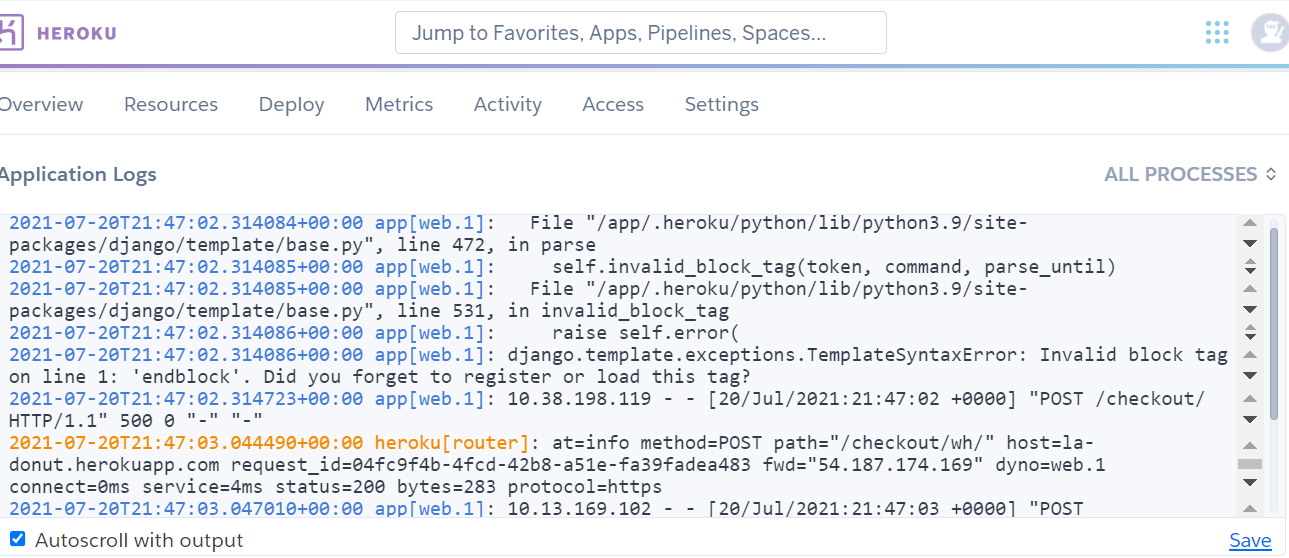 HEROKU
Jump to Favorites, Apps, Pipelines, Spaces...
Overview Resources Deploy Metrics Activity Access Settings
Application Logs
ALL PROCESSES
2021-07-20T21:47:02.314084+00:00 app[web.1]:   File "/app/.heroku/python/lib/python3.9/site-
packages/django/template/base.py", line 472, in parse
2021-07-20T21:47:02.314085+00:00 app[web.1]:     self.invalid_block_tag(token, command, parse_until)
2021-07-20T21:47:02.314085+00:00 app[web.1]:   File "/app/.heroku/python/lib/python3.9/site-
packages/django/template/base.py", line 531, in invalid_block_tag
2021-07-20T21:47:02.314086+00:00 app[web.1]:     raise self.error(
2021-07-20T21:47:02.314086+00:00 app[web.1]: django.template.exceptions.TemplateSyntaxError: Invalid block tag
on line 1: 'endblock'. Did you forget to register or load this tag?
2021-07-20T21:47:02.314723+00:00 app[web.1]: 10.38.198.119 - - [20/Jul/2021:21:47:02 +0000] "POST /checkout/
HTTP/1.1" 500 0 "-" "-"
2021-07-20T21:47:03.044490+00:00 heroku[router]: at=info method=POST path="/checkout/wh/" host=la-
donut.herokuapp.com request_id=04fc9f4b-4fcd-42b8-a51e-fa39fadea483 fwd="54.187.174.169" dyno=web.1
connect=0ms service=4ms status=200 bytes=283 protocol=https
2021-07-20T21:47:03.047010+00:00 app[web.1]: 10.13.169.102 - - [20/Jul/2021:21:47:03 +0000] "POST
Autoscroll with output
Save